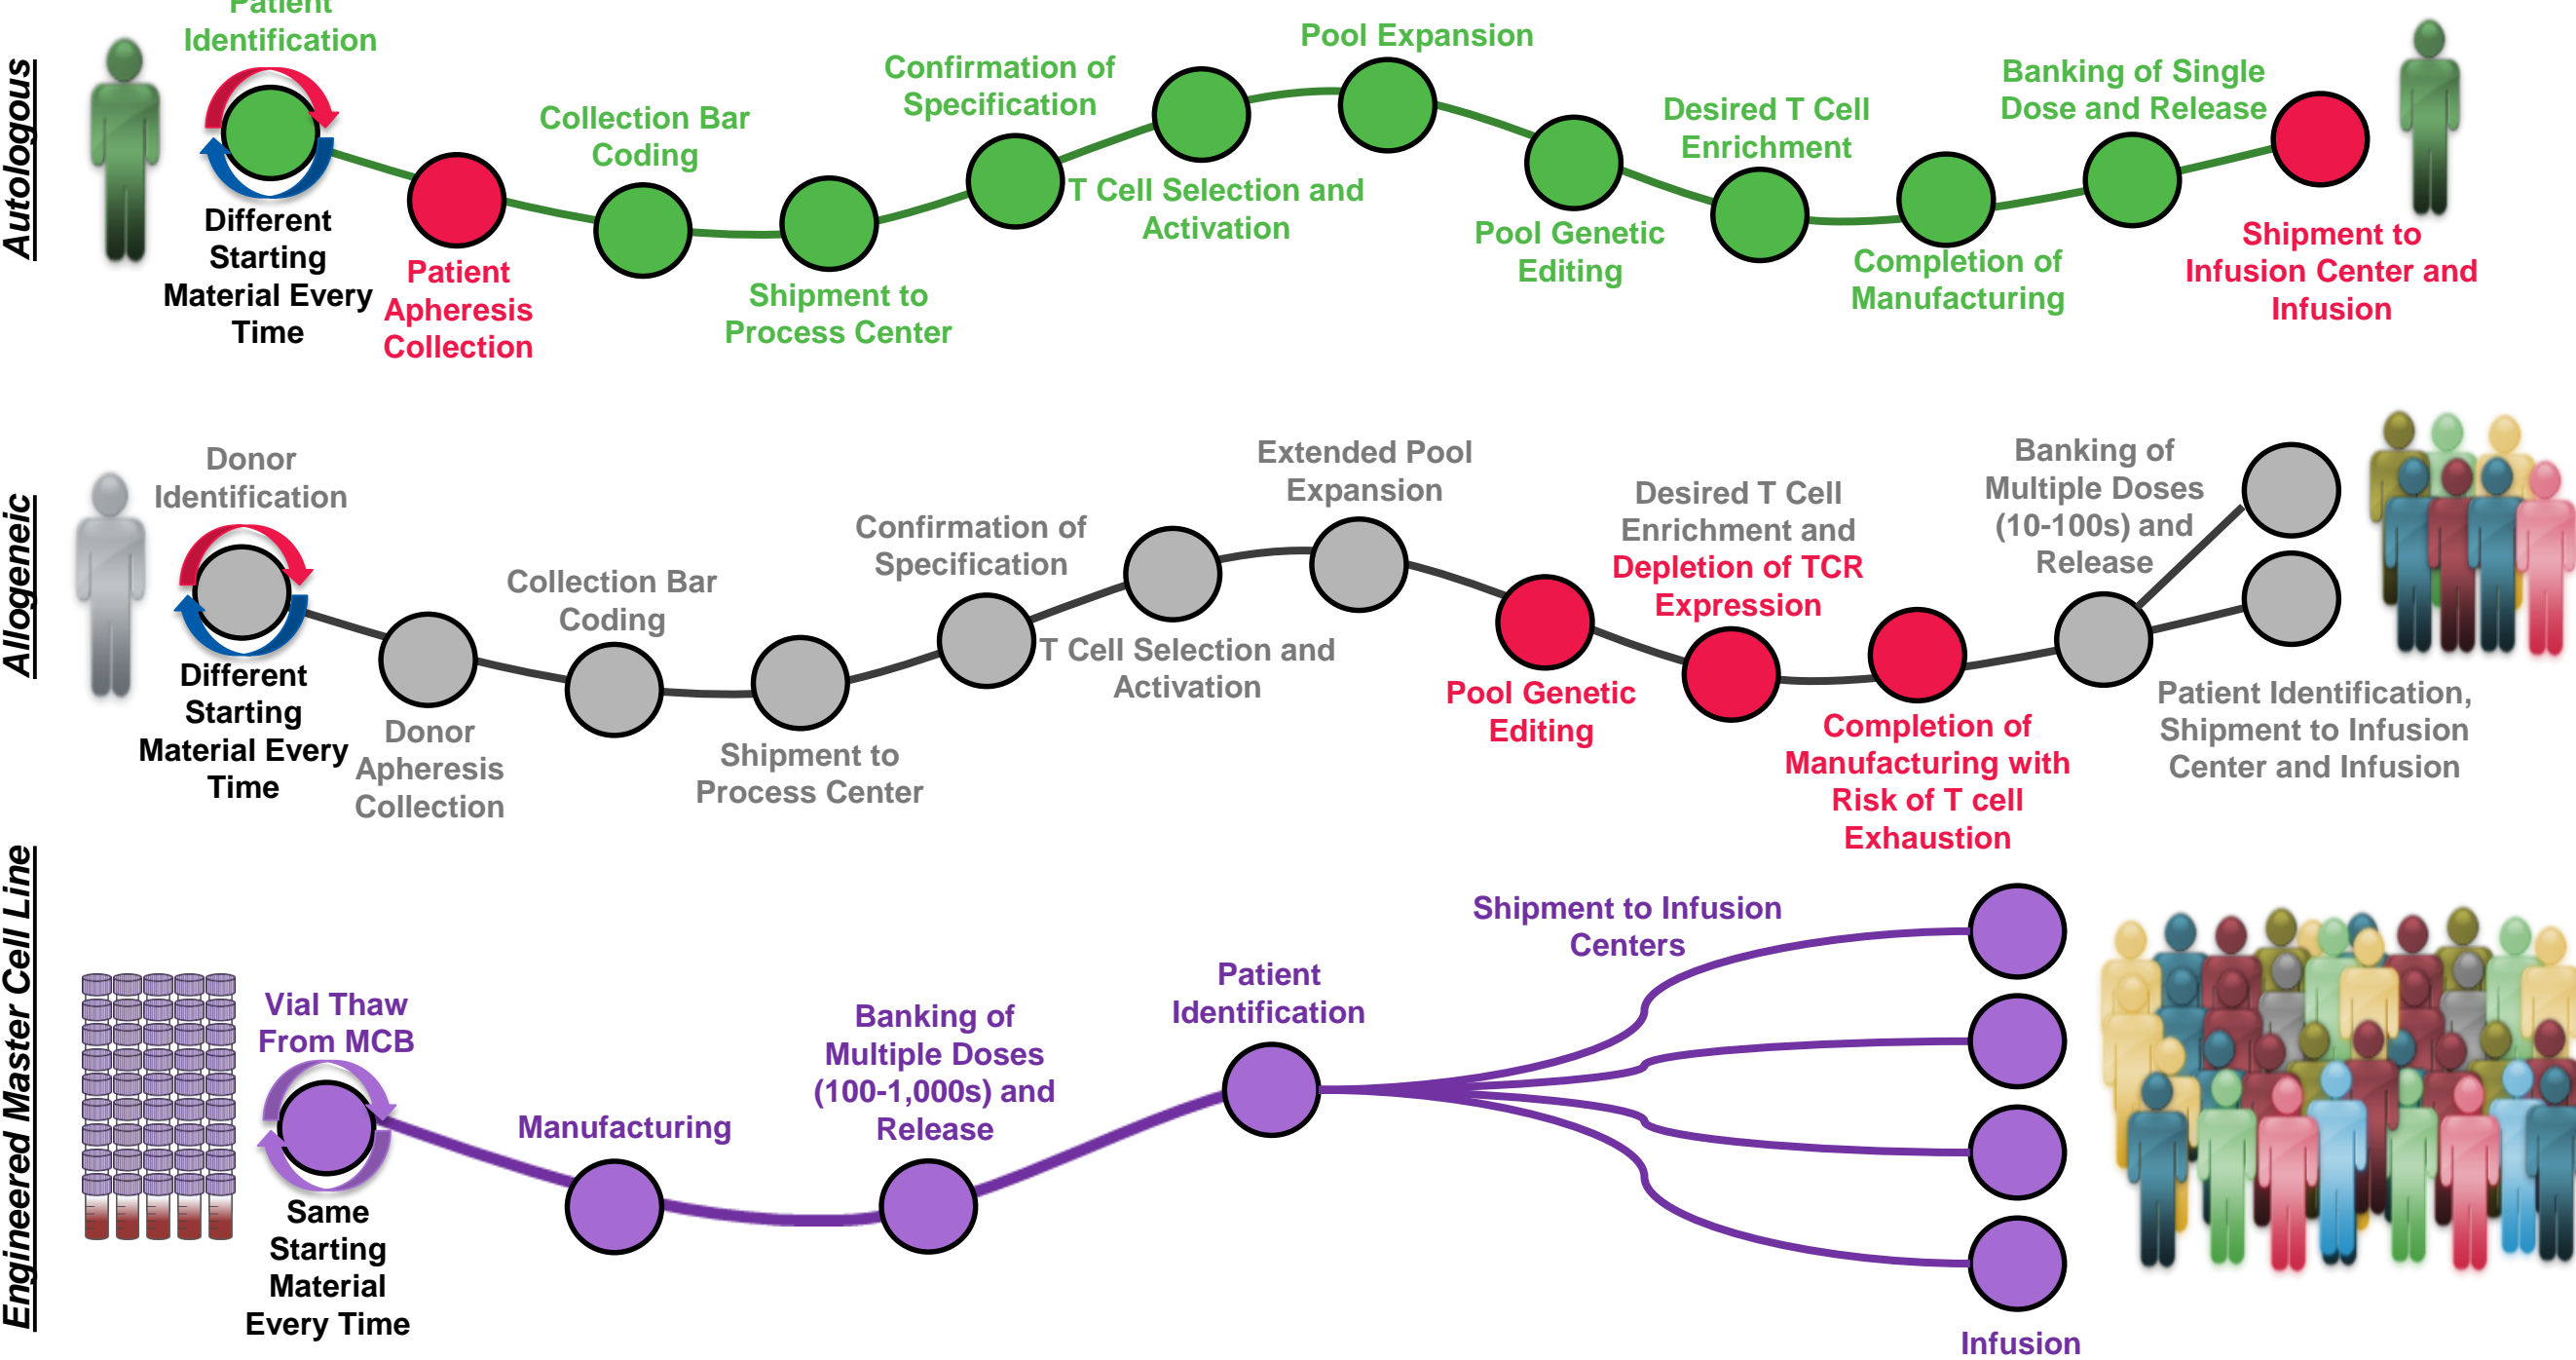 Autologous
Patient
Identification
Different
Starting
Material Every
Time
Patient
Apheresis
Collection
Collection Bar
Coding
Shipment to
Process Center
Confirmation of
Specification
T Cell Selection and
Activation
Pool Expansion
Pool Genetic
Editing
Desired T Cell
Enrichment
Completion of
Manufacturing
Banking of Single
Dose and Release
Shipment to
Infusion Center and
Infusion
Allogeneic
Donor
Identification
Different
Starting
Material Every
Time
Donor
Apheresis
Collection
Collection Bar
Coding
Shipment to
Process Center
Confirmation of
Specification
T Cell Selection and
Activation
Extended Pool
Expansion
Pool Genetic
Editing
Desired T Cell
Enrichment and
Depletion of TCR
Expression
Completion of
Manufacturing with
Risk of T cell
Exhaustion
Banking of
Multiple Doses
(10-100s) and
Release
Patient Identification,
Shipment to Infusion
Center and Infusion
Engineered Master Cell Line
Vial Thaw
From MCB
Same
Starting
Material
Every Time
Manufacturing
Banking of
Multiple Doses
(100-1,000s) and
Release
Patient
Identification
Shipment to Infusion
Centers
Infusion